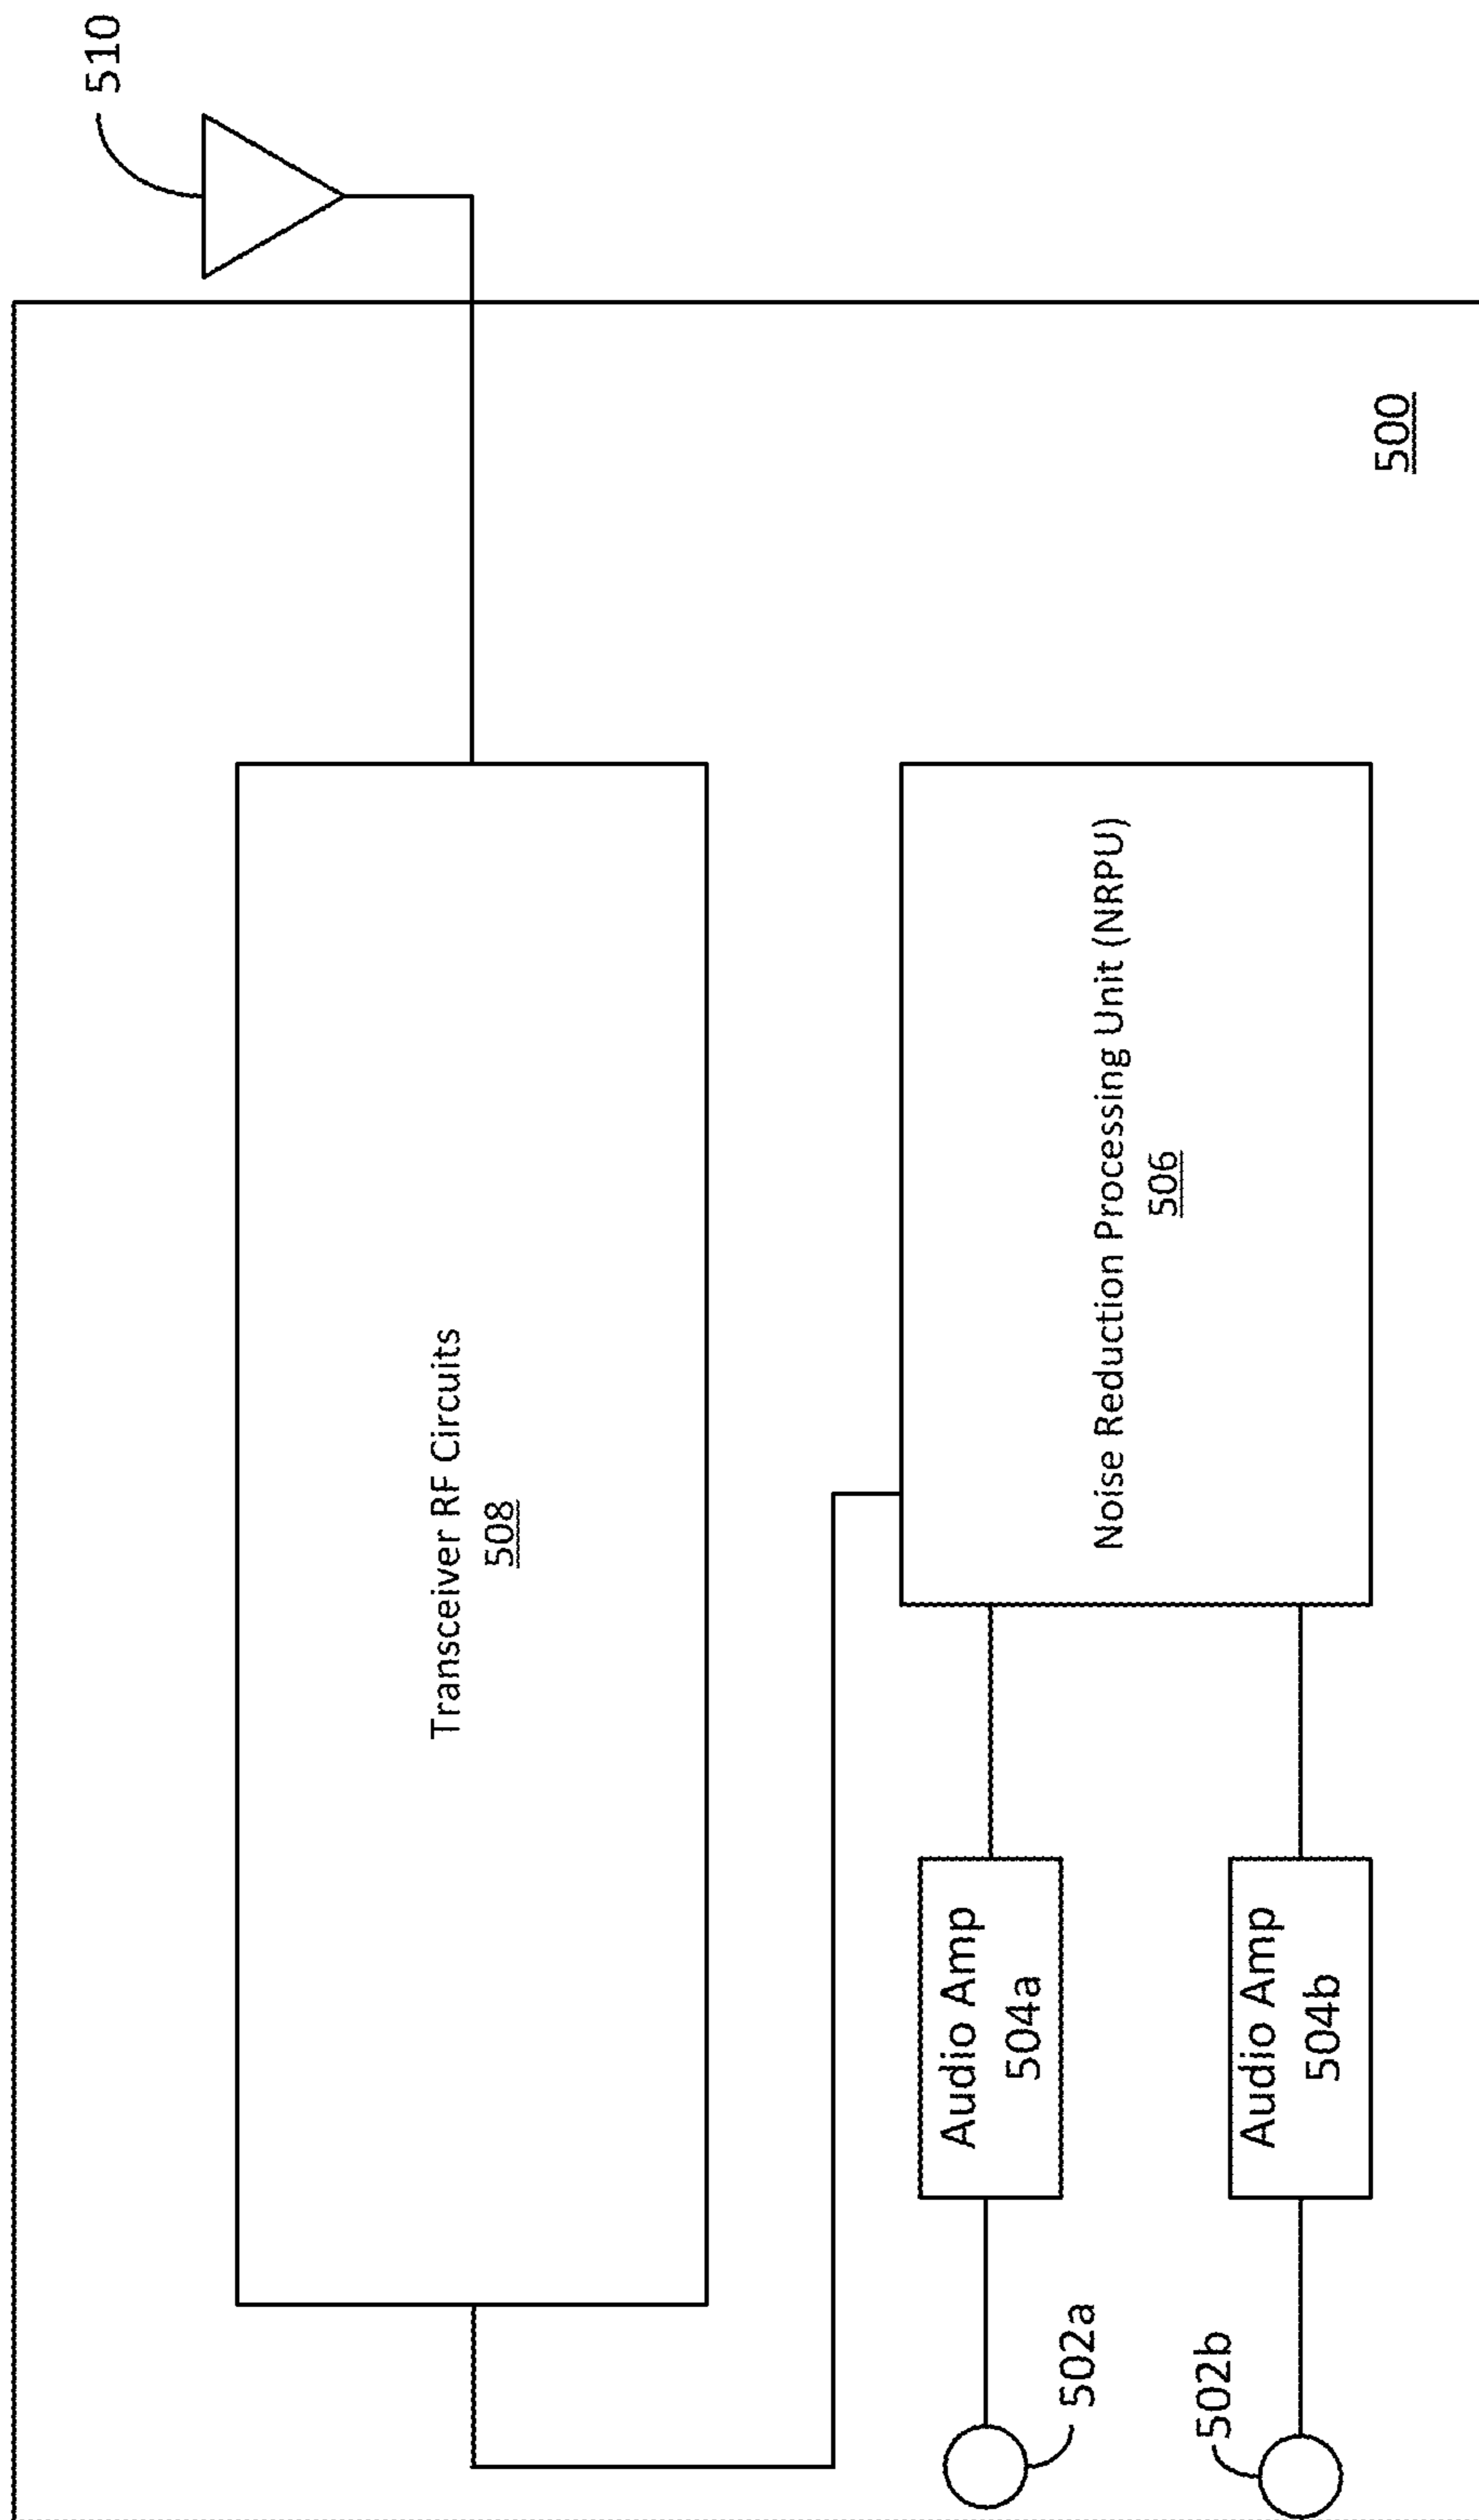 510
Transceiver RF Circuits
508
Noise Reduction Processing Unit (NRPU)
506
Audio Amp
504a
502a
Audio Amp
504b
502b
500